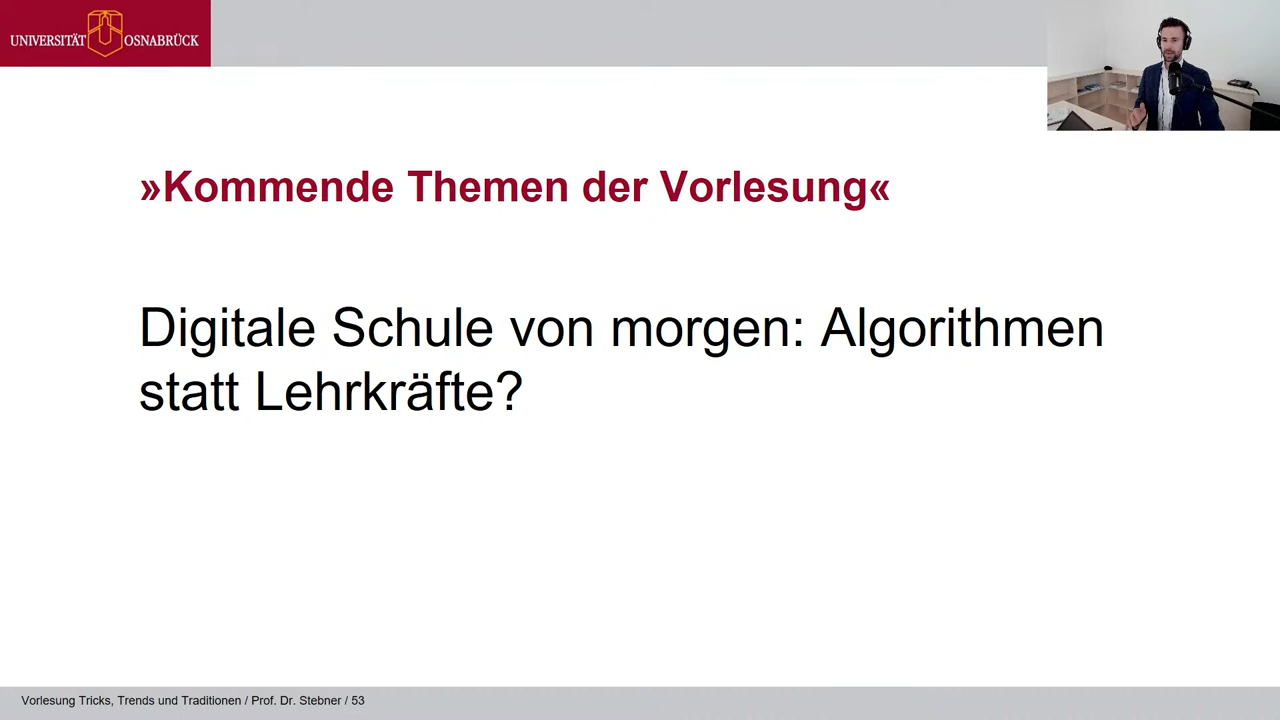 UNIVERSITÄT OSNABRÜCK
»Kommende Themen der Vorlesung«
Digitale Schule von morgen: Algorithmen
statt Lehrkräfte?
Vorlesung Tricks, Trends und Traditionen / Prof. Dr. Stebner / 53